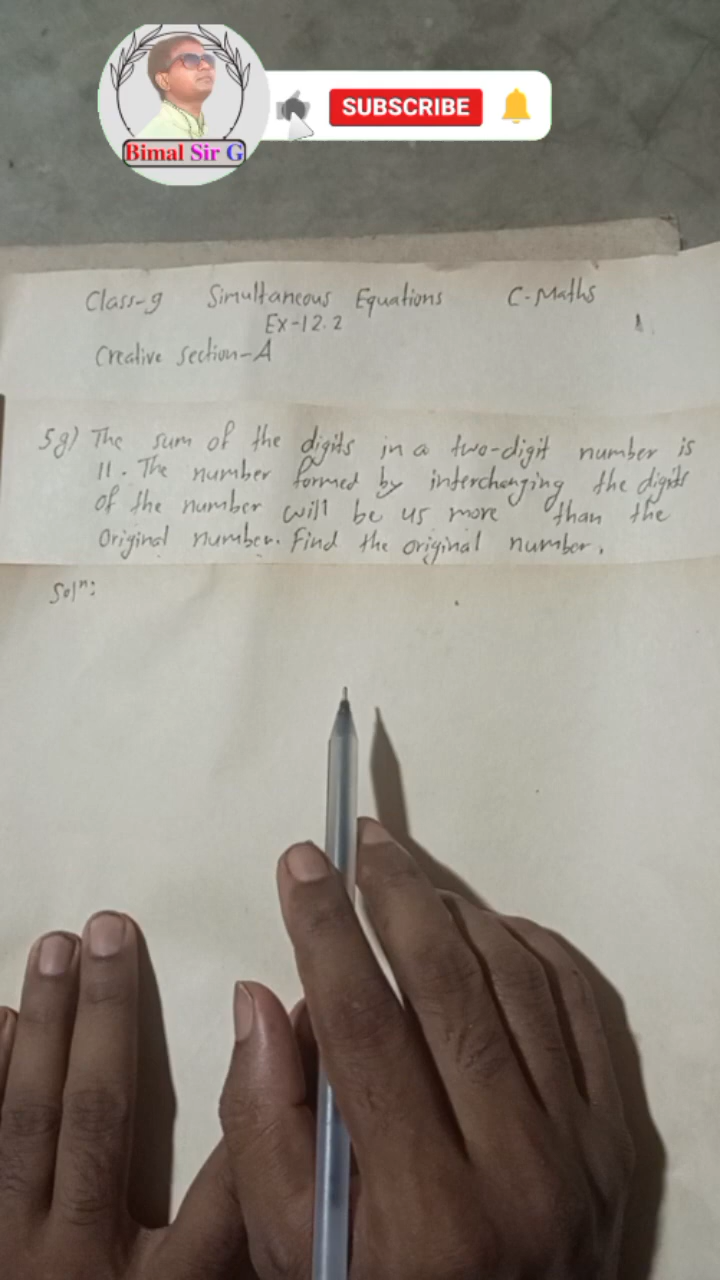 SUBSCRIBE
Bimal Sir G
Class-9 Simultaneous Equations C-Maths
Ex-12.2
1.
Creative section-A
5g) The sum of the digits in a two-digit number is
11. The number formed by interchanging the digits
of the number will be us more than the
Original number. Find the original number.
Solⁿ: